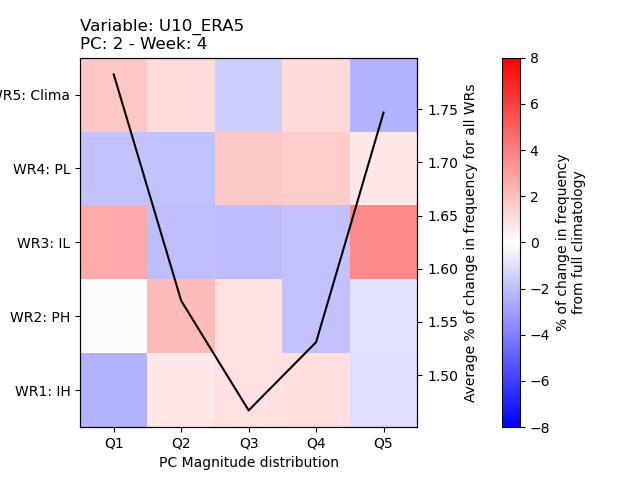 Variable: U10_ERA5
PC: 2 - Week: 4
WR5: Clima
WR4: PL
WR3: IL
WR2: PH
WR1: IH
Q1 Q2 Q3 Q4 Q5
PC Magnitude distribution
1.75
1.70
1.65
1.60
1.55
1.50
Average % of change in frequency for all WRs
8
6
4
2
0
−2
−4
−6
−8
% of change in frequency
from full climatology